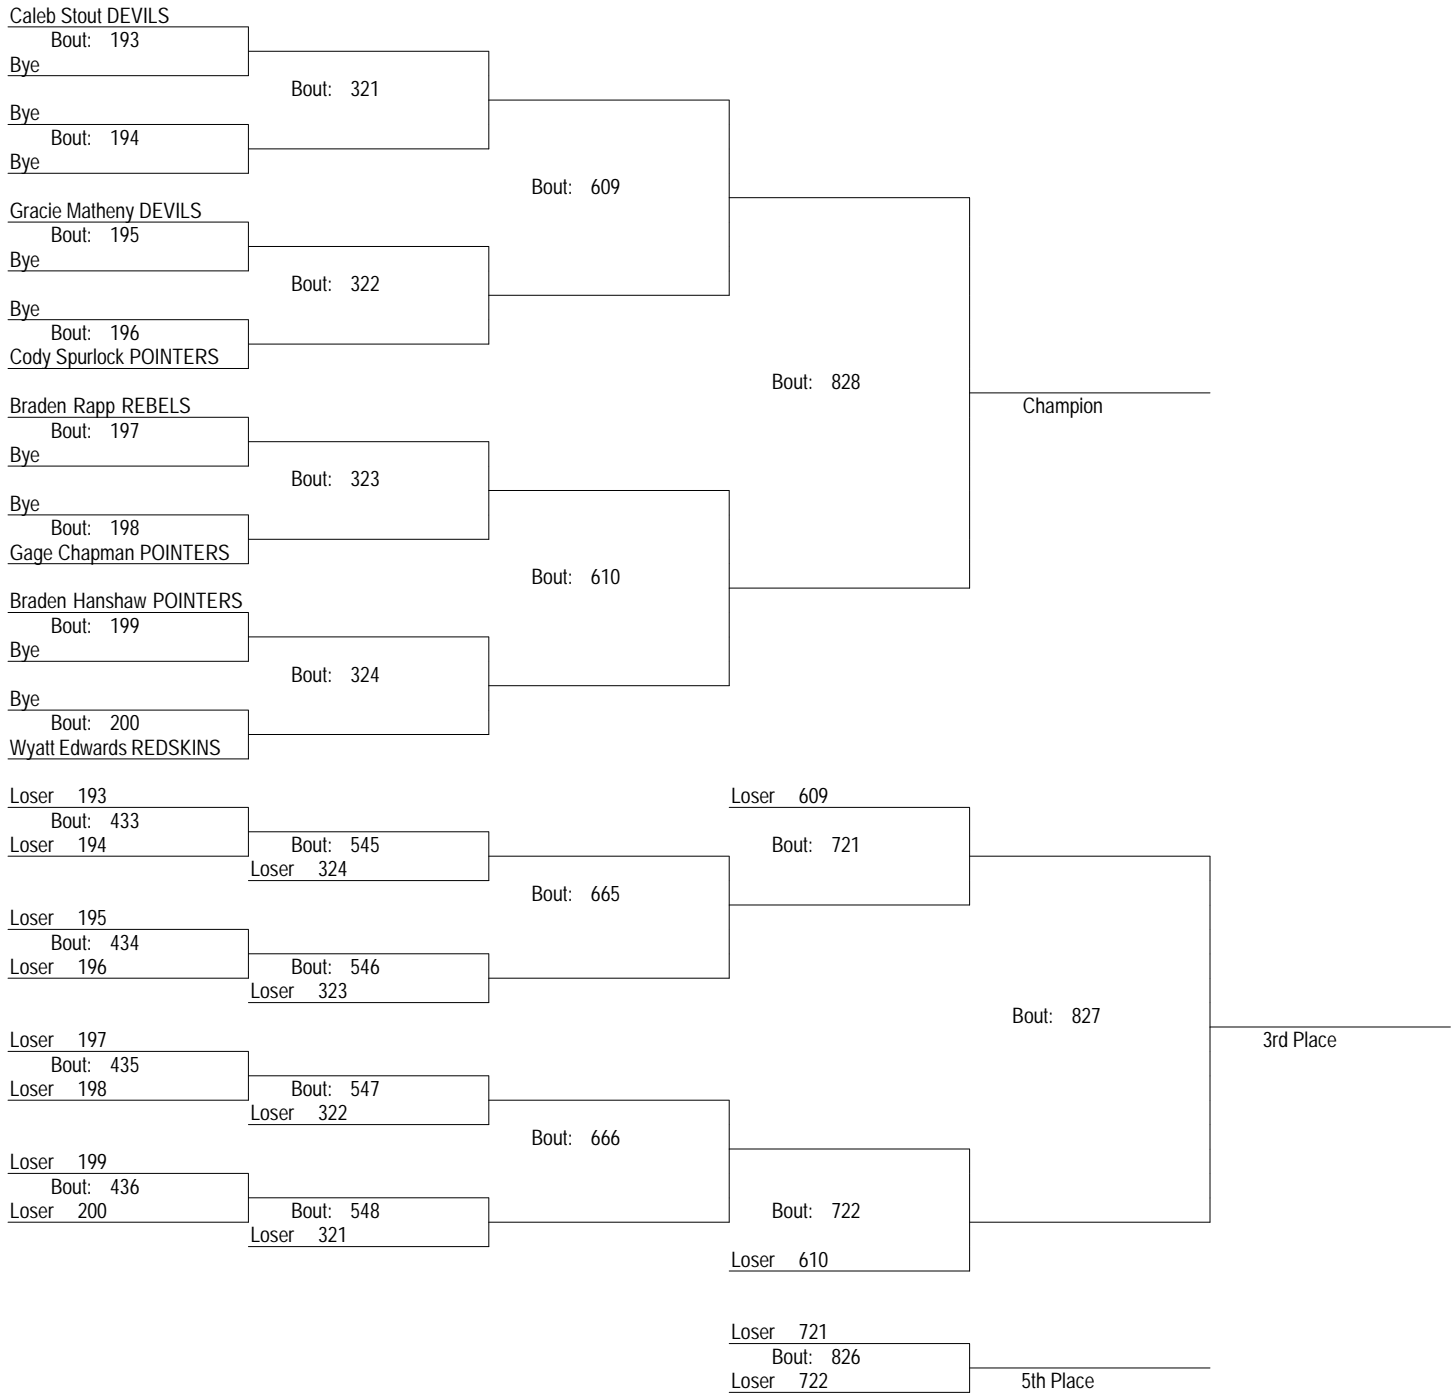 Caleb Stout DEVILS
Bout: 193
Bye
Bout: 321
Bye
Bout: 194
Bye
Bout: 609
Gracie Matheny DEVILS
Bout: 195
Bye
Bout: 322
Bye
Bout: 196
Cody Spurlock POINTERS
Bout: 828
Champion
Braden Rapp REBELS
Bout: 197
Bye
Bout: 323
Bye
Bout: 198
Gage Chapman POINTERS
Bout: 610
Braden Hanshaw POINTERS
Bout: 199
Bye
Bout: 324
Bye
Bout: 200
Wyatt Edwards REDSKINS
Loser 193
Bout: 433
Loser 194
Bout: 545
Loser 324
Loser 609
Bout: 721
Bout: 665
Loser 195
Bout: 434
Loser 196
Bout: 546
Loser 323
Bout: 827
3rd Place
Loser 197
Bout: 435
Loser 198
Bout: 547
Loser 322
Bout: 666
Loser 199
Bout: 436
Loser 200
Bout: 548
Loser 321
Bout: 722
Loser 610
Loser 721
Bout: 826
Loser 722
5th Place